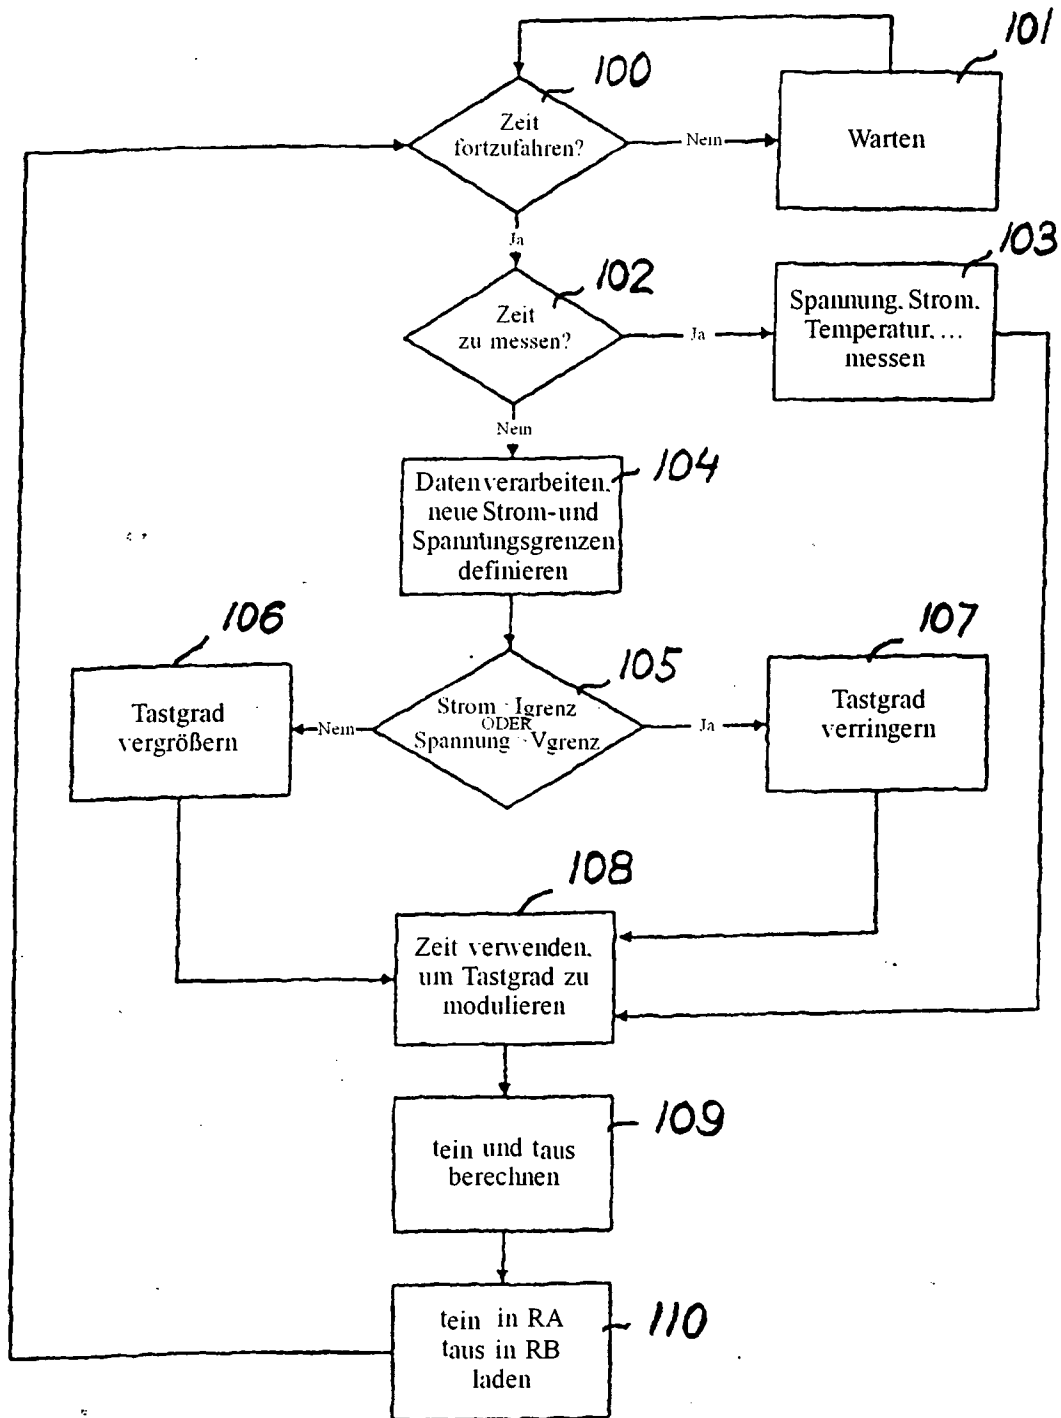 101
100
Zeit
fortzufahren?
Nein
Warten
Ja
103
102
Zeit
zu messen?
Ja
Spannung, Strom,
Temperatur, ...
messen
Nein
104
Daten verarbeiten,
neue Strom- und
Spannungsgrenzen
definieren
106
107
105
Tastgrad
vergrößern
Nein
Strom Igrenz
ODER
Spannung Vgrenz
Ja
Tastgrad
verringern
108
Zeit verwenden,
um Tastgrad zu
modulieren
109
tein und taus
berechnen
110
tein in RA
taus in RB
laden